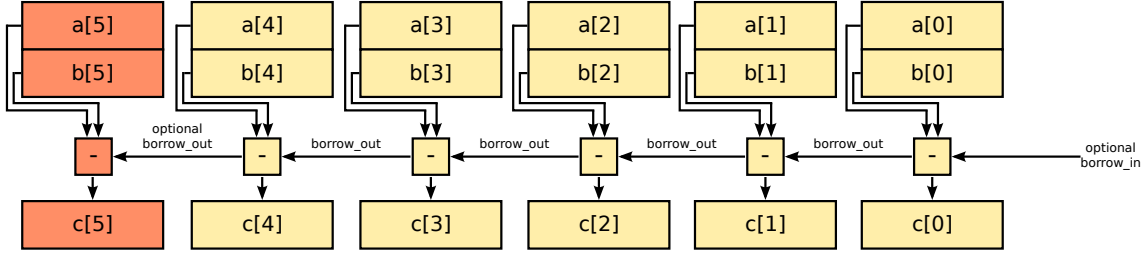 a[5] a[4] a[3] a[2] a[1] a[0]
b[5] b[4] b[3] b[2] b[1] b[0]
optional
borrow_out
borrow_out
borrow_out
borrow_out
borrow_out
optional
borrow_in
- - - - - -
c[5] c[4] c[3] c[2] c[1] c[0]